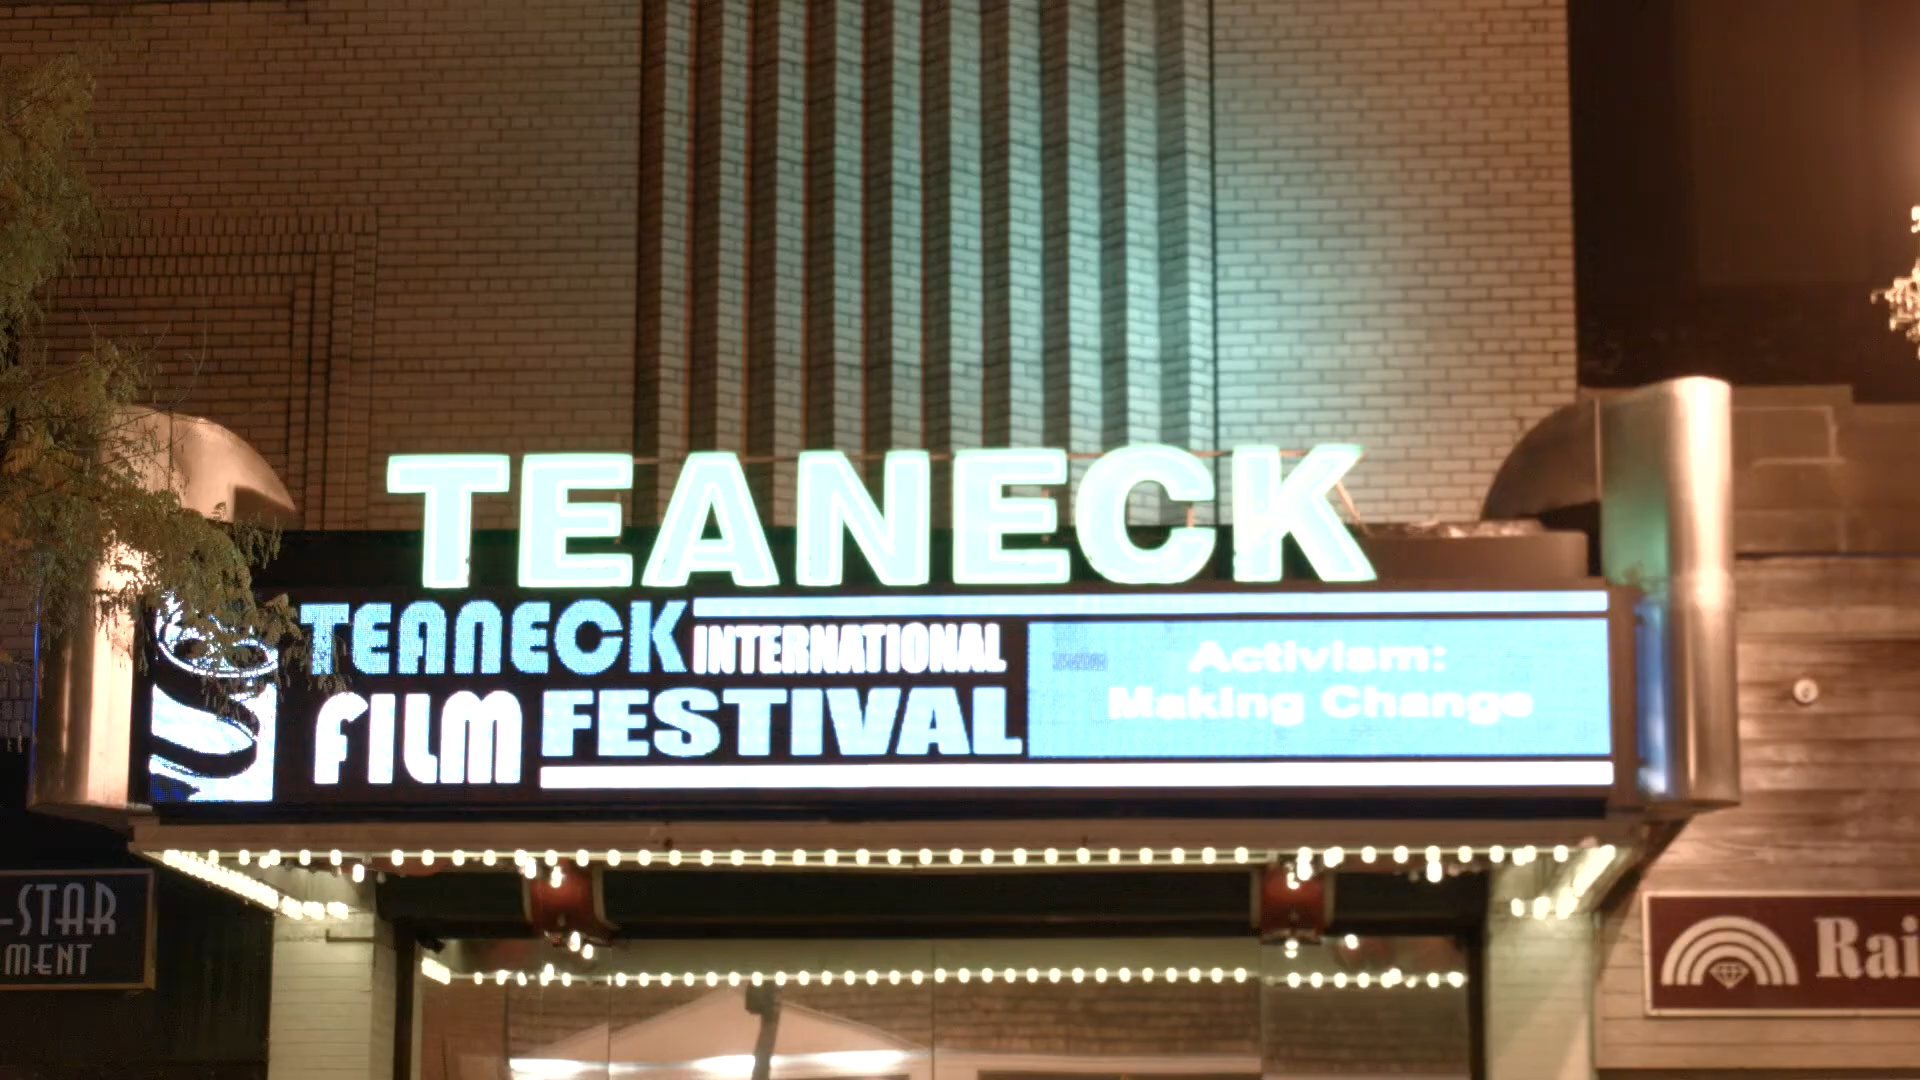 TEANECK
TEANECK INTERNATIONAL
FILM FESTIVAL
Activism:
Making Change
-STAR
MENT
Rai